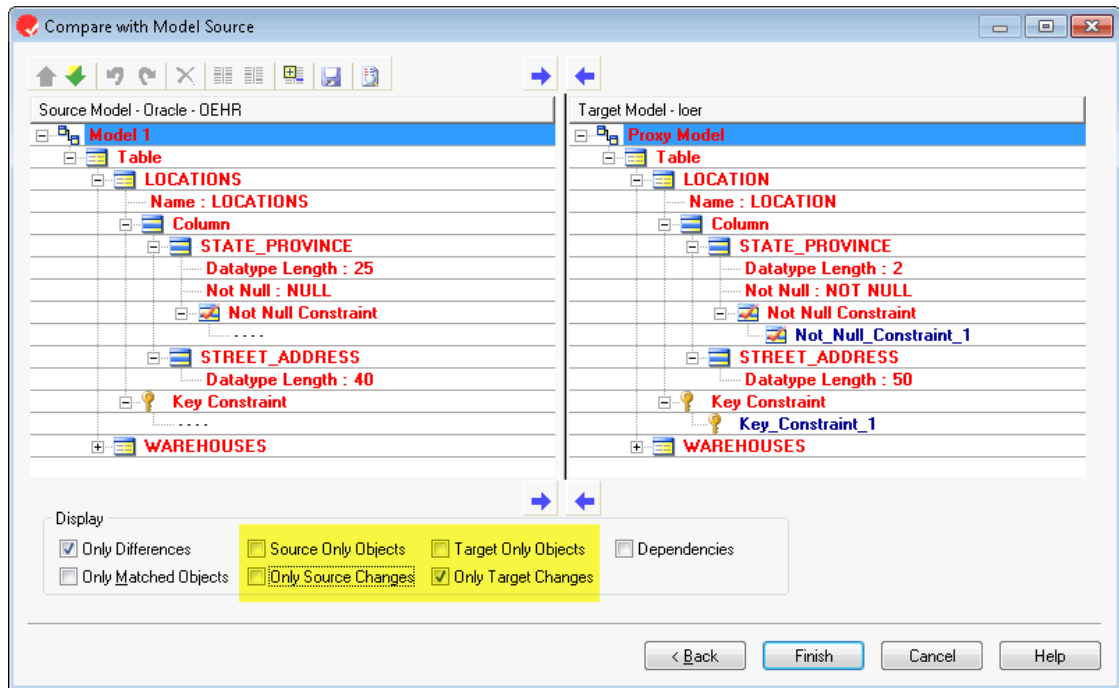 Compare with Model Source
Source Model - Oracle - OEHR
Model 1
Table
LOCATIONS
Name : LOCATIONS
Column
STATE_PROVINCE
Datatype Length : 25
Not Null : NULL
Not Null Constraint
- - - -
STREET_ADDRESS
Datatype Length : 40
Key Constraint
- - - -
WAREHOUSES
Target Model - loer
Proxy Model
Table
LOCATION
Name : LOCATION
Column
STATE_PROVINCE
Datatype Length : 2
Not Null : NOT NULL
Not Null Constraint
Not_Null_Constraint_1
STREET_ADDRESS
Datatype Length : 50
Key Constraint
Key_Constraint_1
WAREHOUSES
Display
Only Differences
Source Only Objects
Target Only Objects
Dependencies
Only Matched Objects
Only Source Changes
Only Target Changes
< Back
Finish
Cancel
Help